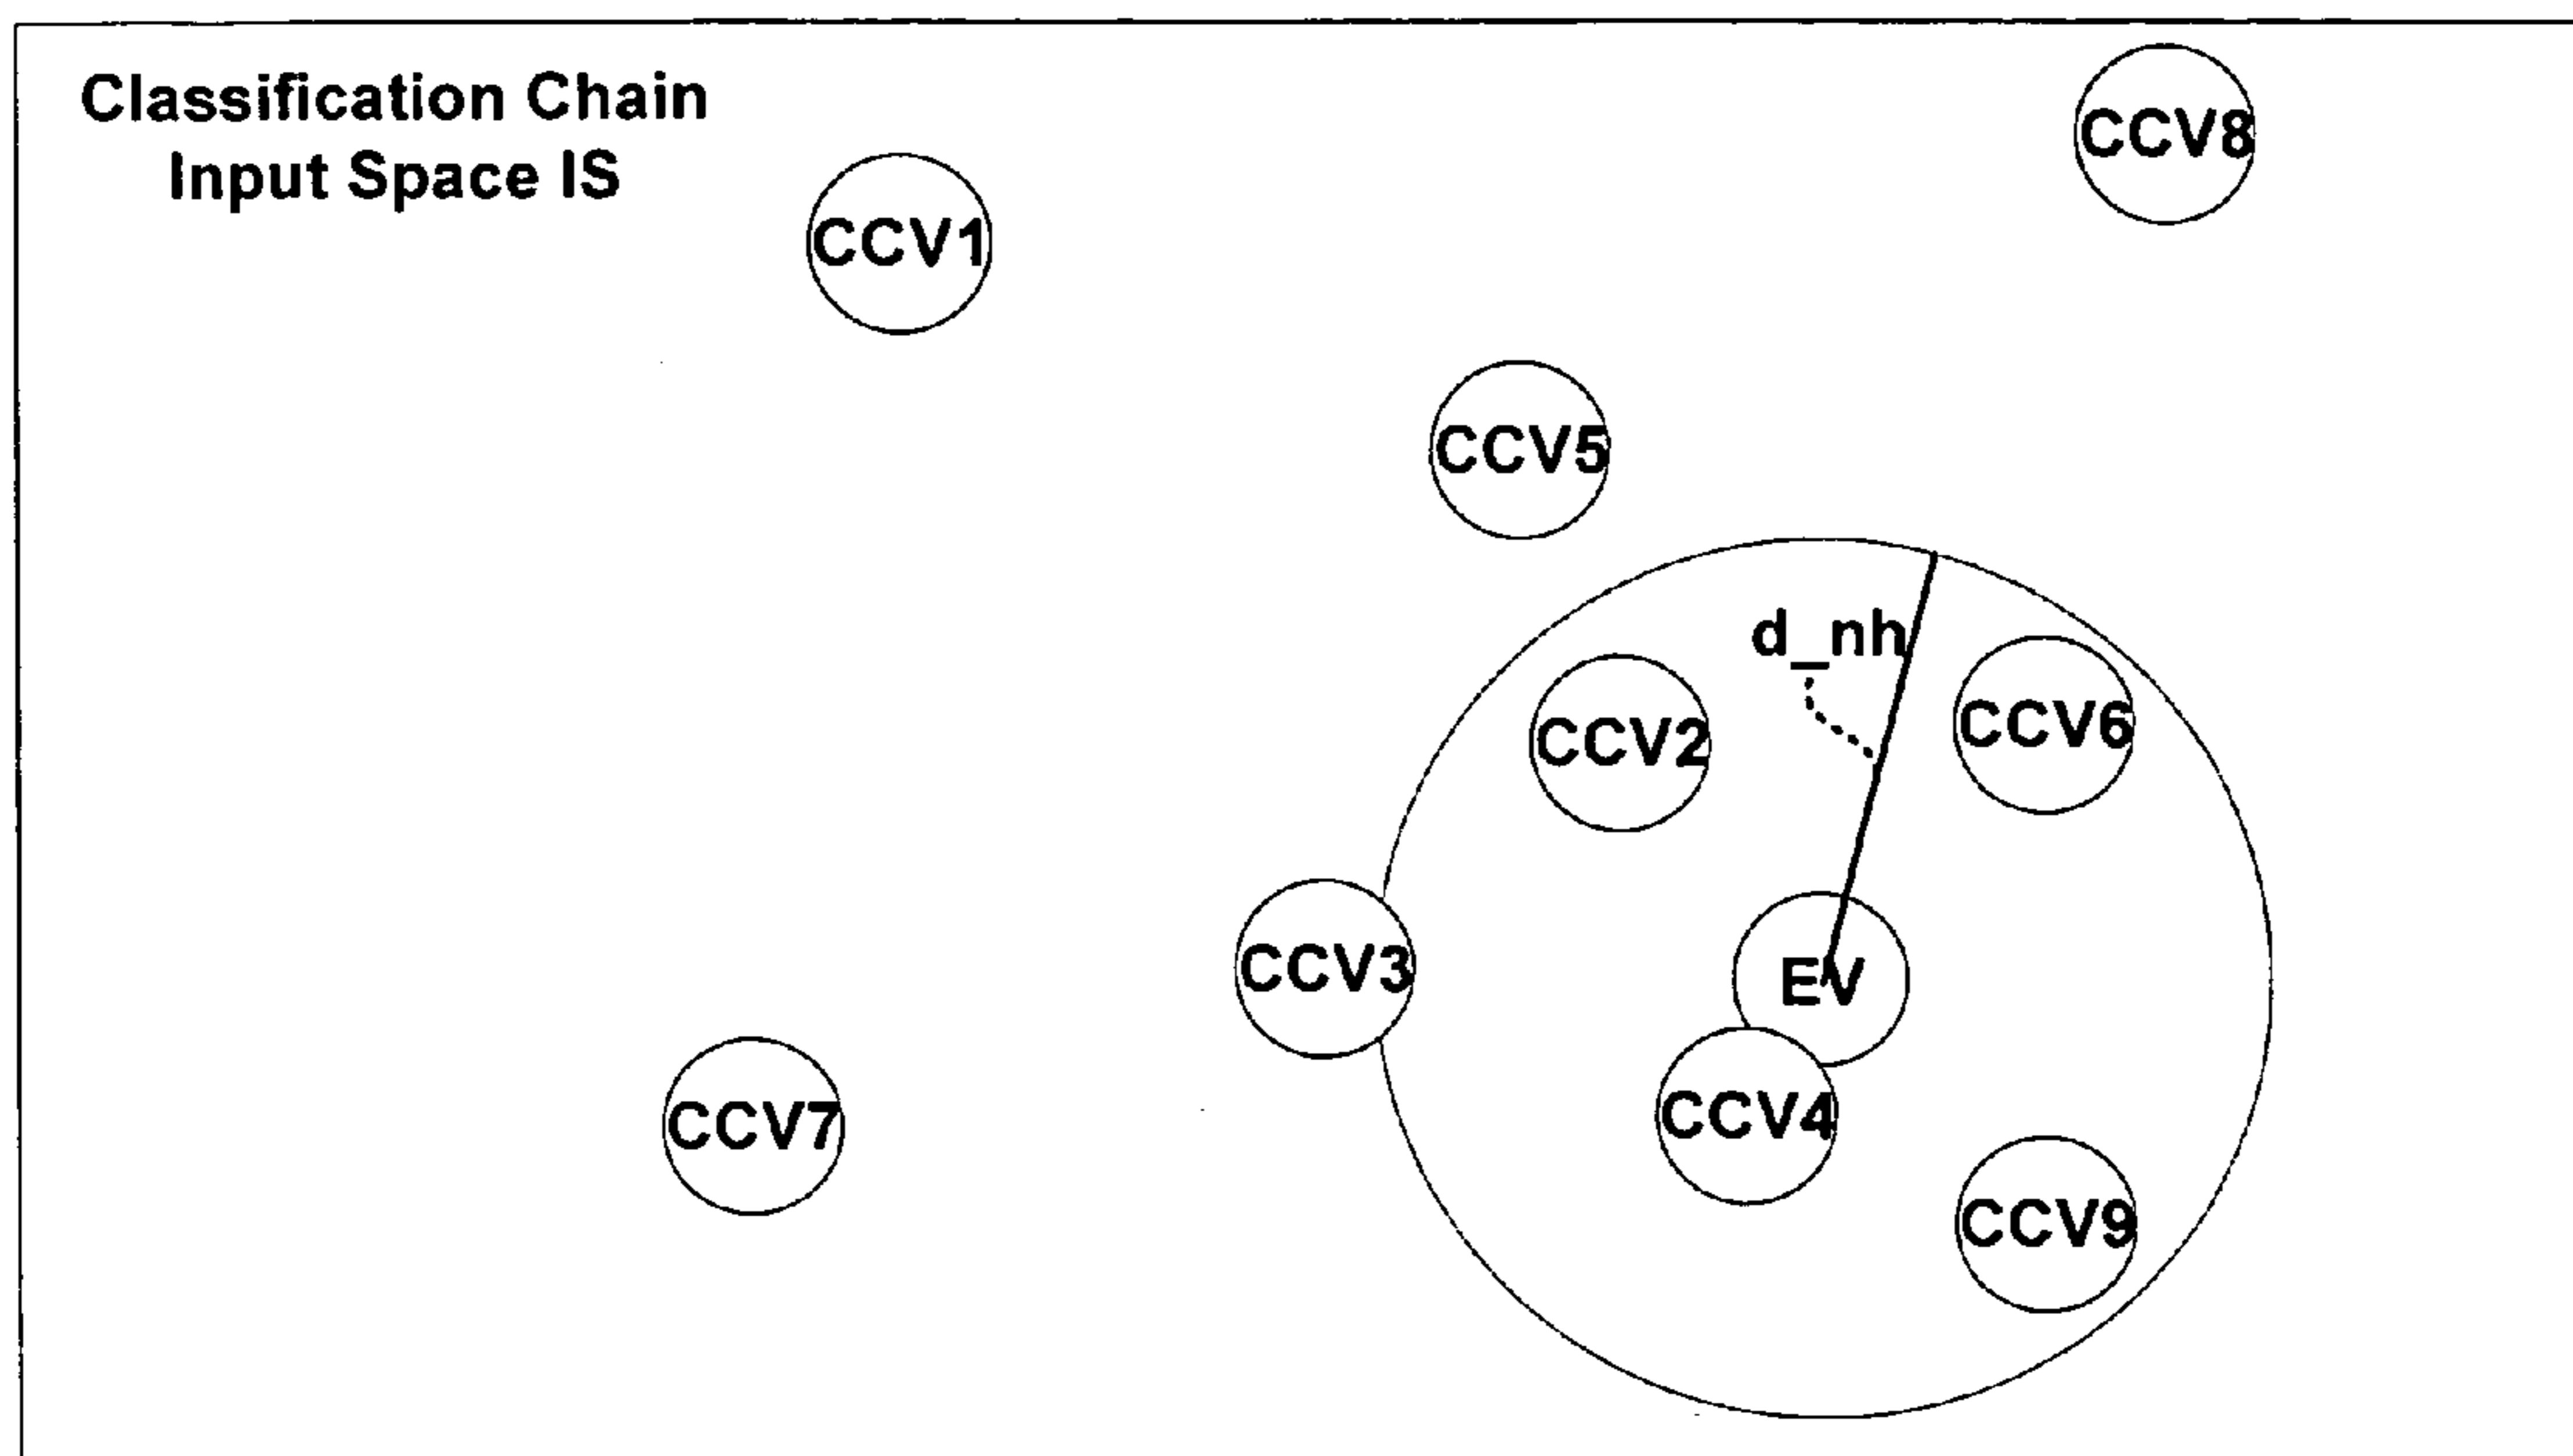 Classification Chain
Input Space IS
CCV8
CCV1
CCV5
d_nh
CCV2
CCV6
CCV3
EV
CCV4
CCV7
CCV9